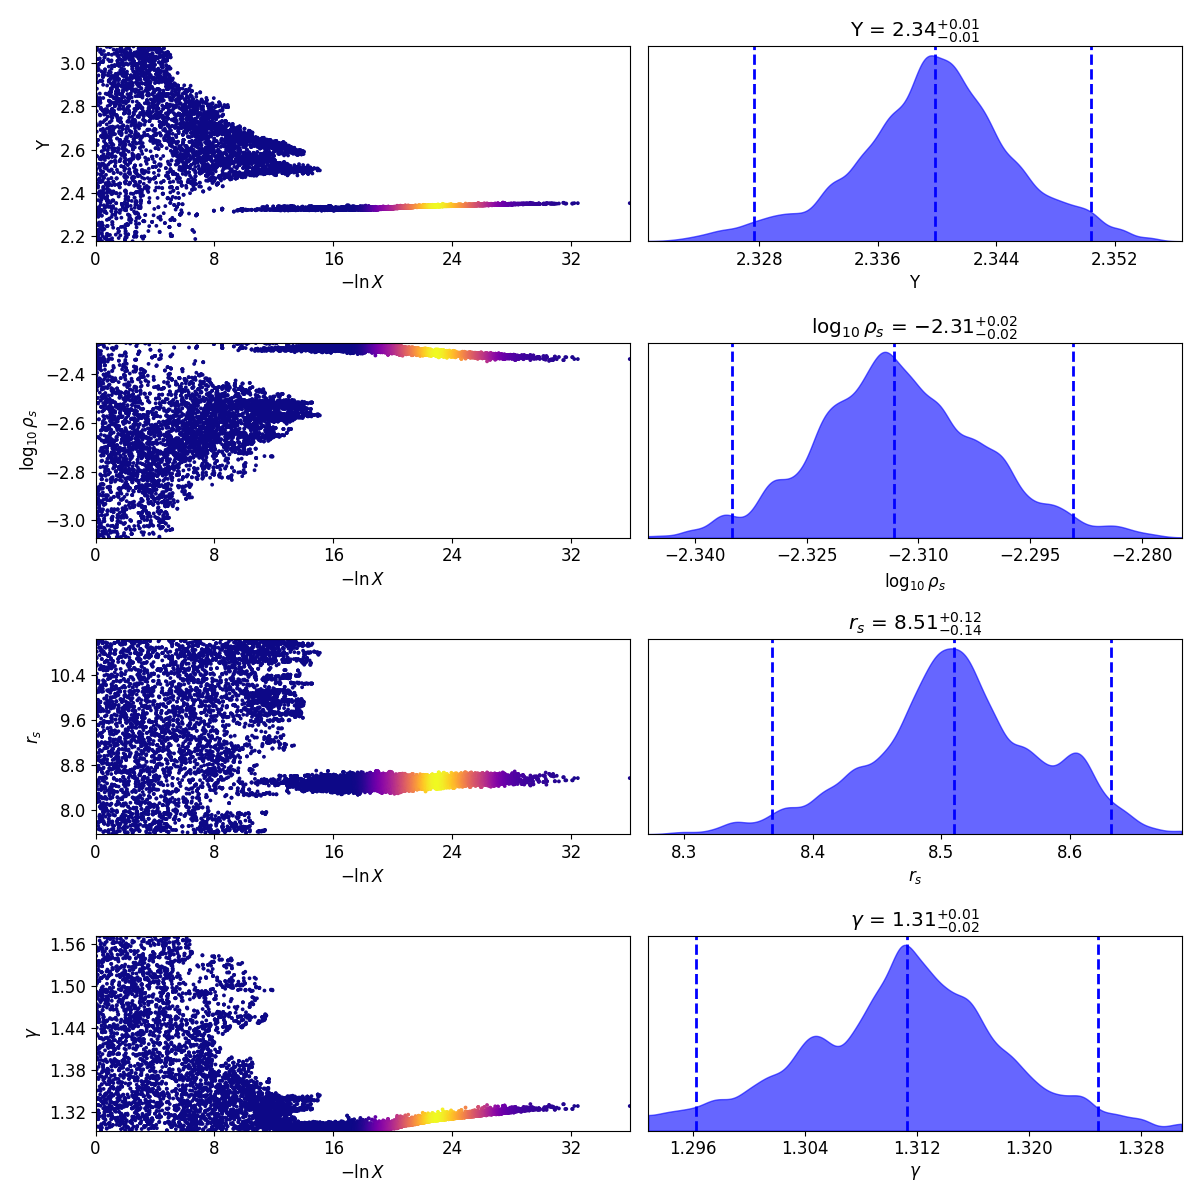 Y = 2.34+0.01−0.01
3.0
2.8
2.6
2.4
2.2
Y
0 8 16 24 32
−ln X
2.328 2.336 2.344 2.352
Y
log10 ρs = −2.31+0.02−0.02
−2.4
−2.6
−2.8
−3.0
log10 ρs
0 8 16 24 32
−ln X
−2.340 −2.325 −2.310 −2.295 −2.280
log10 ρs
rs = 8.51+0.12−0.14
10.4
9.6
8.8
8.0
rs
0 8 16 24 32
−ln X
8.3 8.4 8.5 8.6
rs
γ = 1.31+0.01−0.02
1.56
1.50
1.44
1.38
1.32
γ
0 8 16 24 32
−ln X
1.296 1.304 1.312 1.320 1.328
γ